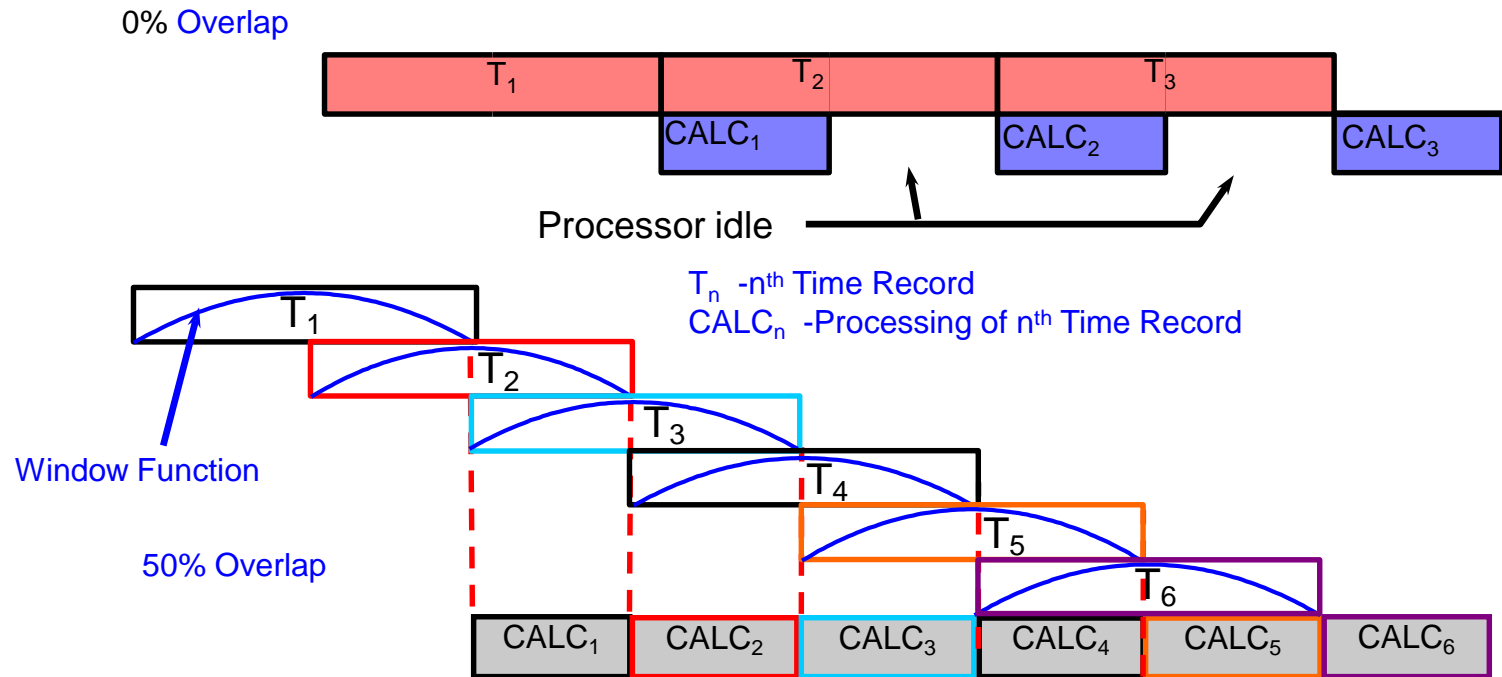 0% Overlap
T1 T2 T3
CALC1 CALC2 CALC3
Processor idle
Tn -nth Time Record
CALCn -Processing of nth Time Record
T1
T2
T3
Window Function
T4
T5
50% Overlap
T6
CALC1 CALC2 CALC3 CALC4 CALC5 CALC6